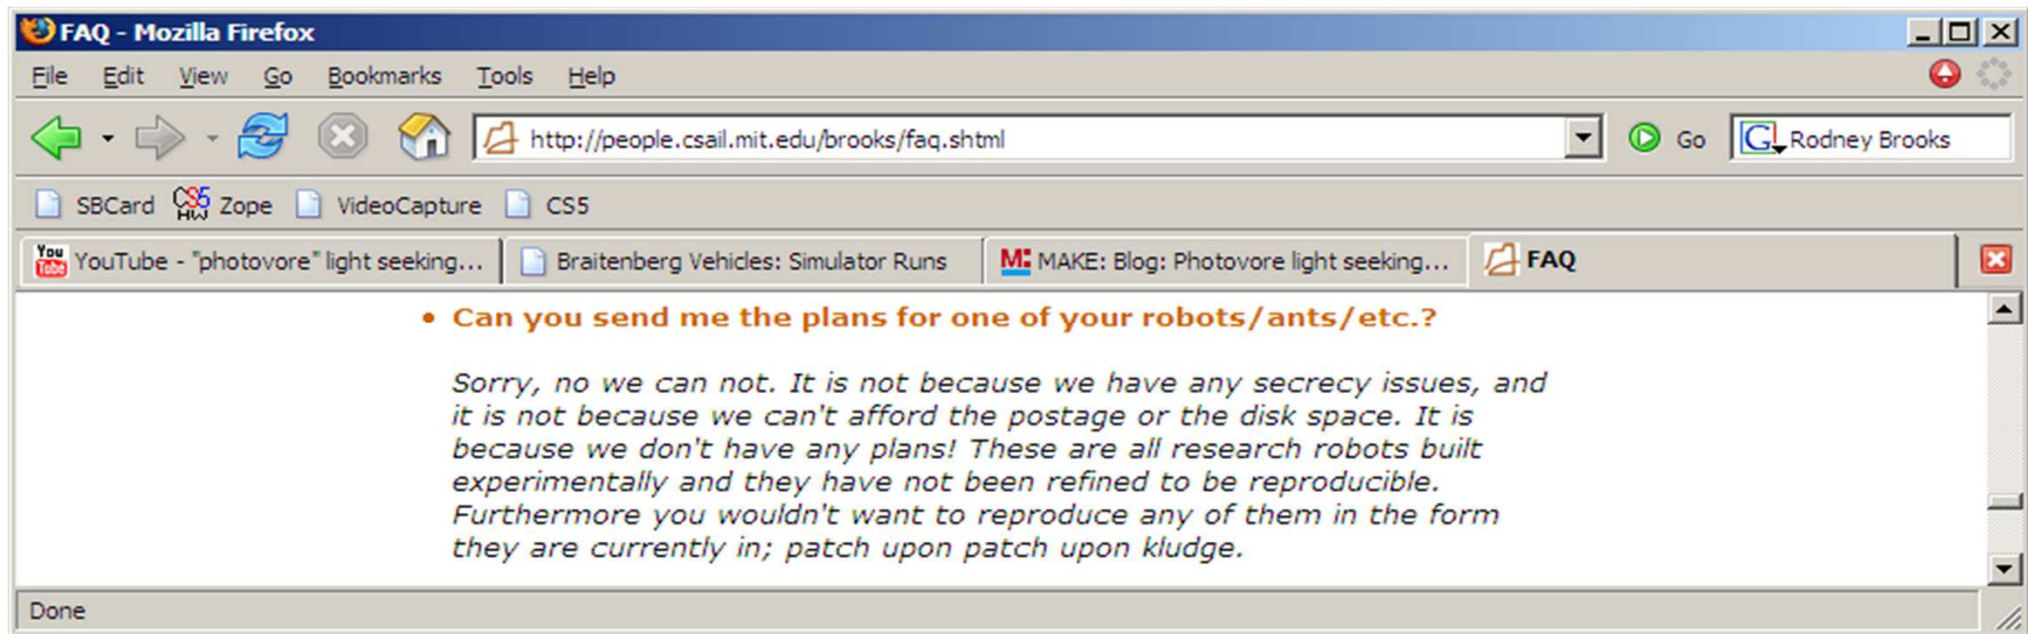 FAQ - Mozilla Firefox
File Edit View Go Bookmarks Tools Help
http://people.csail.mit.edu/brooks/faq.shtml Go G Rodney Brooks
SBCard CS5 HW Zope VideoCapture CS5
You Tube YouTube - "photovore" light seeking... Braitenberg Vehicles: Simulator Runs M: MAKE: Blog: Photovore light seeking... FAQ
• Can you send me the plans for one of your robots/ants/etc.?
Sorry, no we can not. It is not because we have any secrecy issues, and
it is not because we can't afford the postage or the disk space. It is
because we don't have any plans! These are all research robots built
experimentally and they have not been refined to be reproducible.
Furthermore you wouldn't want to reproduce any of them in the form
they are currently in; patch upon patch upon kludge.
Done